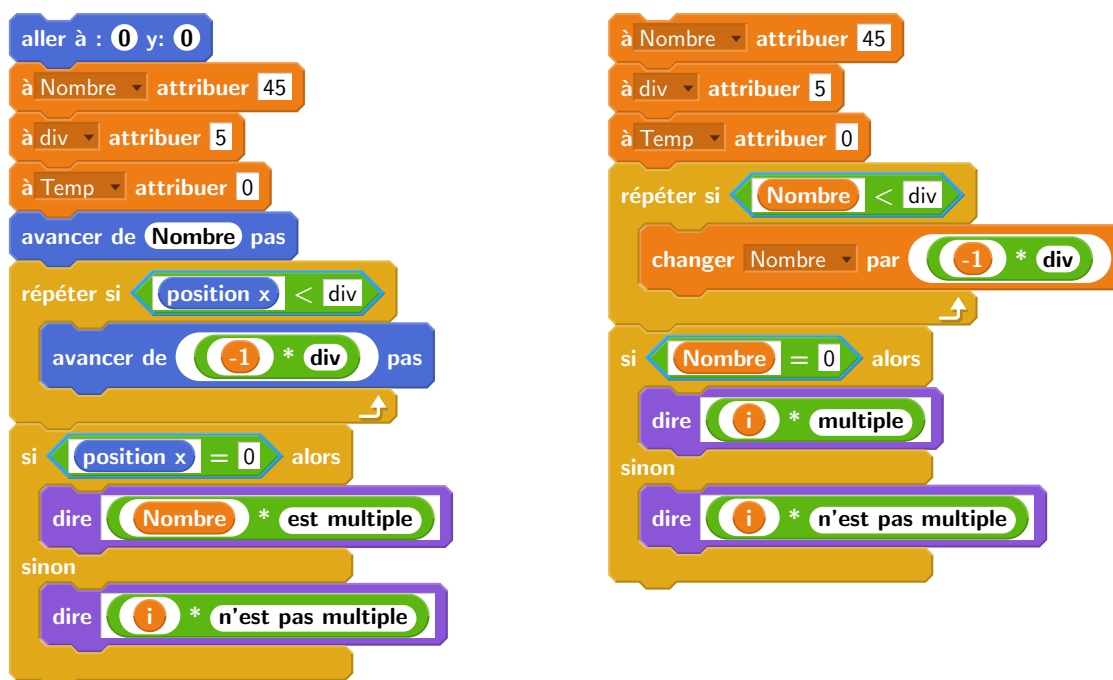 aller à : 0 y: 0
à Nombre attribuer 45
à div attribuer 5
à Temp attribuer 0
avancer de Nombre pas
répéter si position x < div
avancer de -1 * div pas
si position x = 0 alors
dire Nombre * est multiple
sinon
dire i * n'est pas multiple
à Nombre attribuer 45
à div attribuer 5
à Temp attribuer 0
répéter si Nombre < div
changer Nombre par -1 * div
si Nombre = 0 alors
dire i * multiple
sinon
dire i * n'est pas multiple